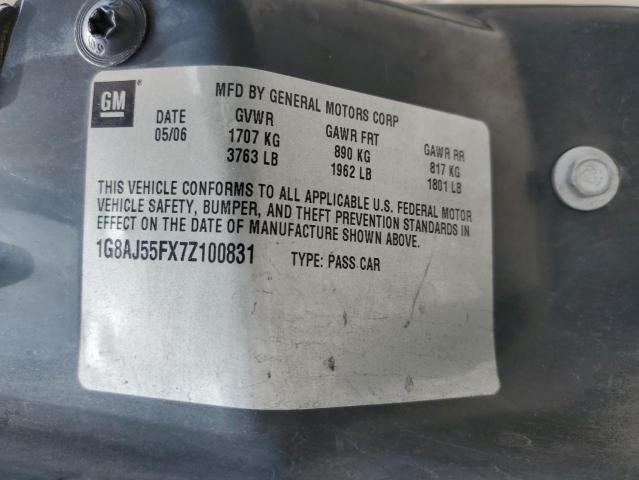 GM
MFD BY GENERAL MOTORS CORP
DATE GVWR GAWR FRT GAWR RR
05/06 1707 KG 890 KG 817 KG
3763 LB 1962 LB 1801 LB
THIS VEHICLE CONFORMS TO ALL APPLICABLE U.S. FEDERAL MOTOR
VEHICLE SAFETY, BUMPER, AND THEFT PREVENTION STANDARDS IN
EFFECT ON THE DATE OF MANUFACTURE SHOWN ABOVE.
1G8AJ55FX7Z100831 TYPE: PASS CAR